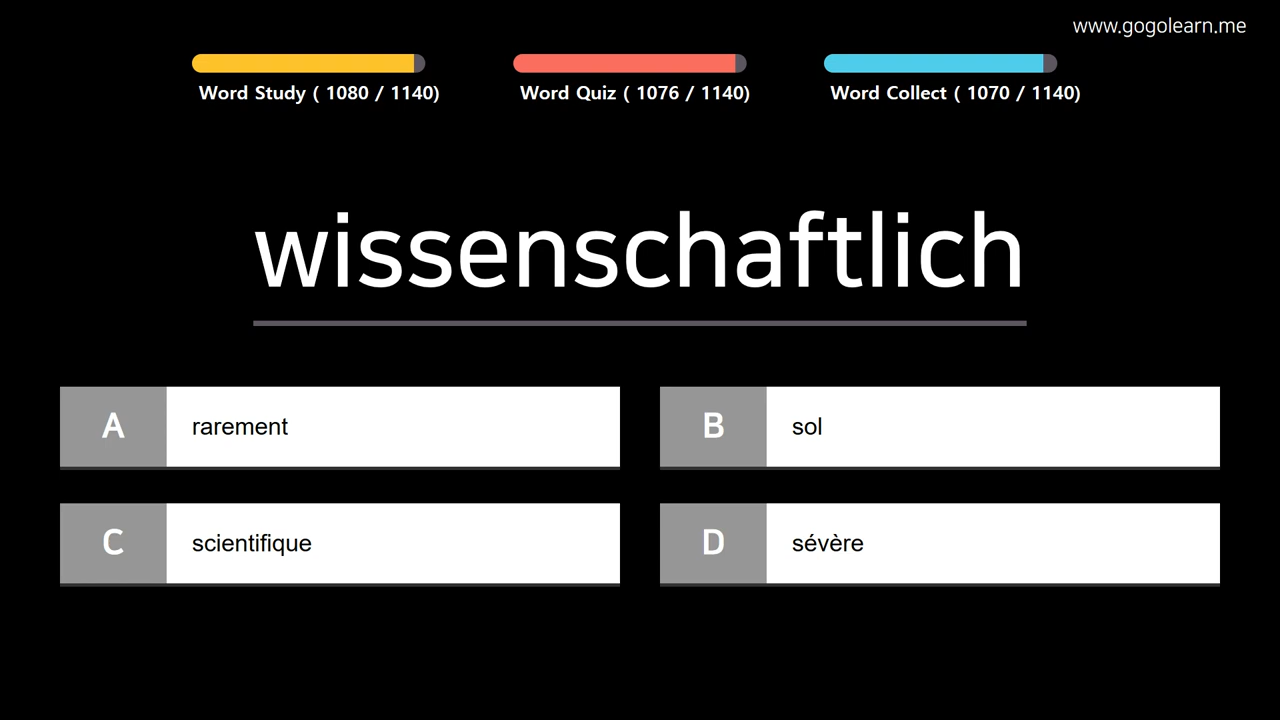 www.gogolearn.me
Word Study ( 1080 / 1140)
Word Quiz ( 1076 / 1140)
Word Collect ( 1070 / 1140)
wissenschaftlich
A rarement
B sol
C scientifique
D sévère